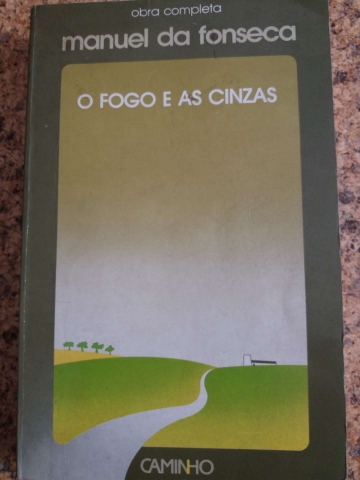 obra completa
manuel da fonseca
O FOGO E AS CINZAS
CAMINHO